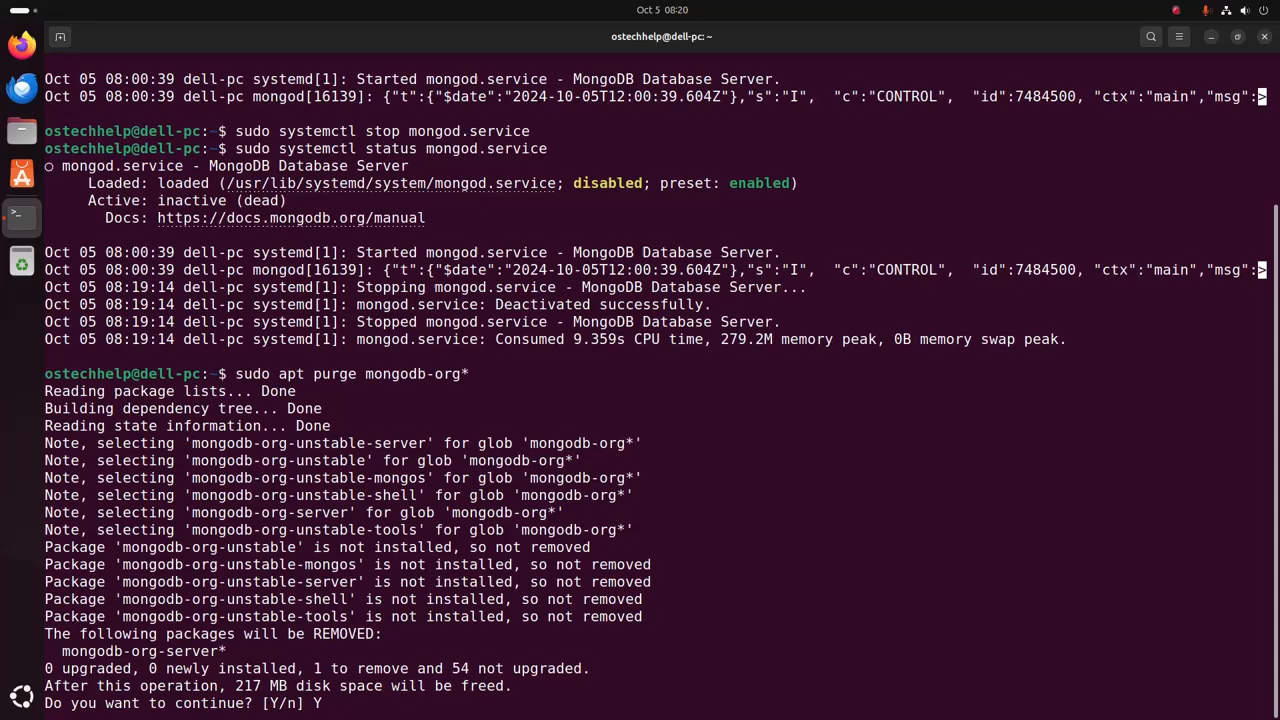 Oct 5 08:20
ostechhelp@dell-pc: ~
Oct 05 08:00:39 dell-pc systemd[1]: Started mongod.service - MongoDB Database Server.
Oct 05 08:00:39 dell-pc mongod[16139]: {"t":{"$date":"2024-10-05T12:00:39.604Z"},"s":"I",  "c":"CONTROL",  "id":7484500, "ctx":"main","msg":>
ostechhelp@dell-pc:~$ sudo systemctl stop mongod.service
ostechhelp@dell-pc:~$ sudo systemctl status mongod.service
○ mongod.service - MongoDB Database Server
     Loaded: loaded (/usr/lib/systemd/system/mongod.service; disabled; preset: enabled)
     Active: inactive (dead)
       Docs: https://docs.mongodb.org/manual
Oct 05 08:00:39 dell-pc systemd[1]: Started mongod.service - MongoDB Database Server.
Oct 05 08:00:39 dell-pc mongod[16139]: {"t":{"$date":"2024-10-05T12:00:39.604Z"},"s":"I",  "c":"CONTROL",  "id":7484500, "ctx":"main","msg":>
Oct 05 08:19:14 dell-pc systemd[1]: Stopping mongod.service - MongoDB Database Server...
Oct 05 08:19:14 dell-pc systemd[1]: mongod.service: Deactivated successfully.
Oct 05 08:19:14 dell-pc systemd[1]: Stopped mongod.service - MongoDB Database Server.
Oct 05 08:19:14 dell-pc systemd[1]: mongod.service: Consumed 9.359s CPU time, 279.2M memory peak, 0B memory swap peak.
ostechhelp@dell-pc:~$ sudo apt purge mongodb-org*
Reading package lists... Done
Building dependency tree... Done
Reading state information... Done
Note, selecting 'mongodb-org-unstable-server' for glob 'mongodb-org*'
Note, selecting 'mongodb-org-unstable' for glob 'mongodb-org*'
Note, selecting 'mongodb-org-unstable-mongos' for glob 'mongodb-org*'
Note, selecting 'mongodb-org-unstable-shell' for glob 'mongodb-org*'
Note, selecting 'mongodb-org-server' for glob 'mongodb-org*'
Note, selecting 'mongodb-org-unstable-tools' for glob 'mongodb-org*'
Package 'mongodb-org-unstable' is not installed, so not removed
Package 'mongodb-org-unstable-mongos' is not installed, so not removed
Package 'mongodb-org-unstable-server' is not installed, so not removed
Package 'mongodb-org-unstable-shell' is not installed, so not removed
Package 'mongodb-org-unstable-tools' is not installed, so not removed
The following packages will be REMOVED:
  mongodb-org-server*
0 upgraded, 0 newly installed, 1 to remove and 54 not upgraded.
After this operation, 217 MB disk space will be freed.
Do you want to continue? [Y/n] Y